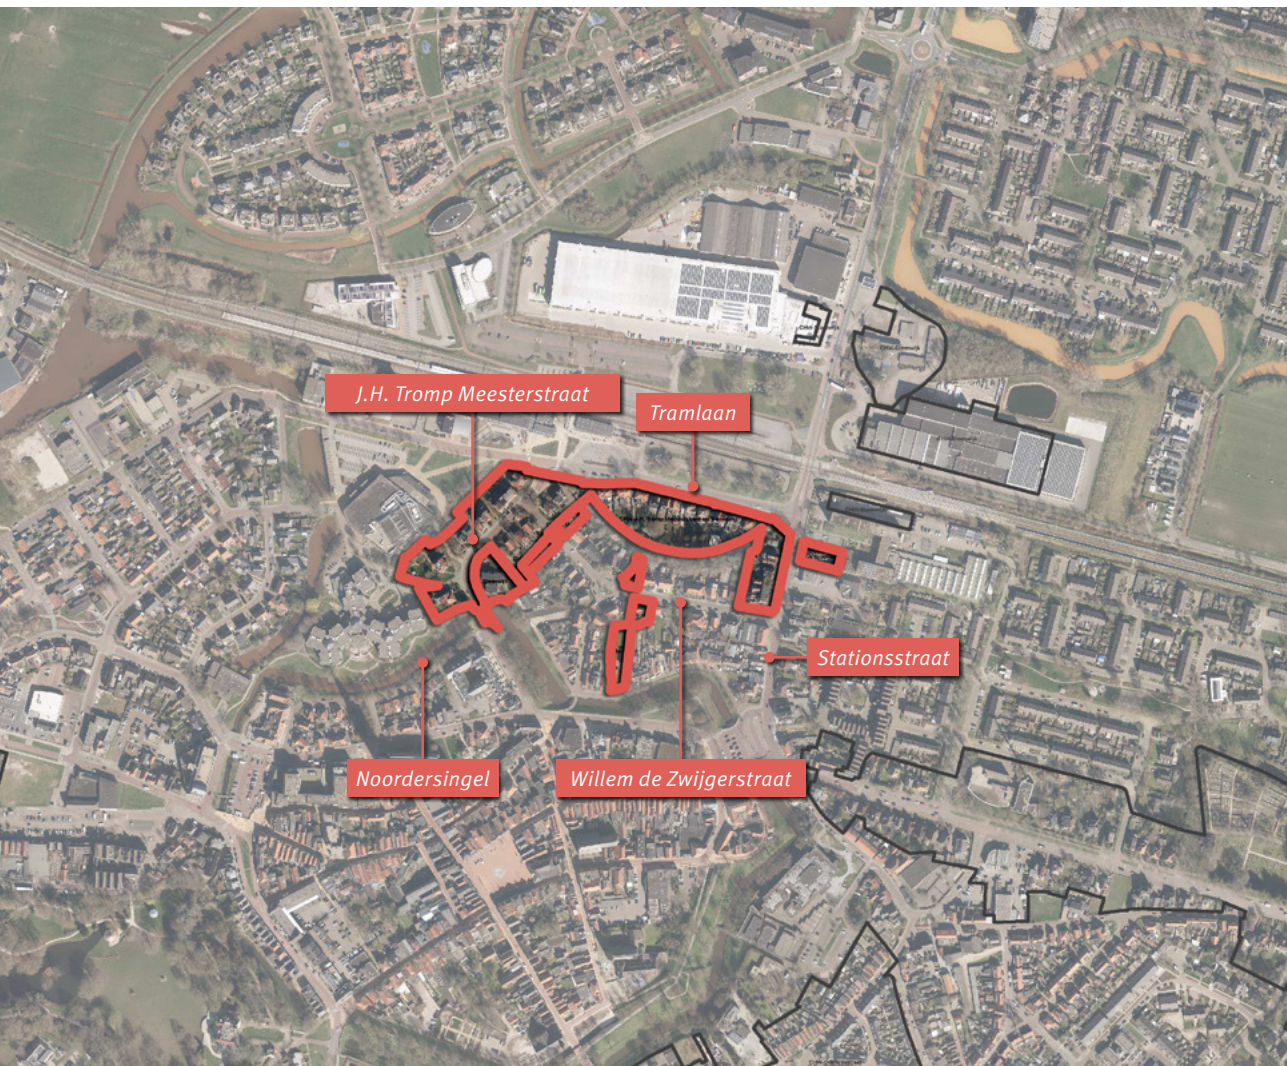 J.H. Tromp Meesterstraat
Tramlaan
Stationsstraat
Noordersingel
Willem de Zwijgerstraat